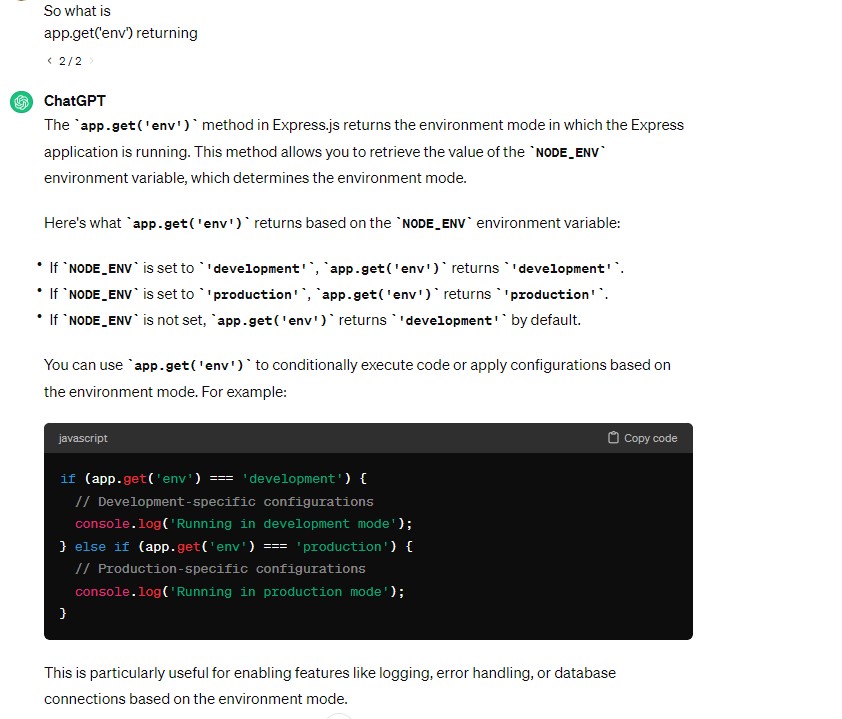 So what is
app.get('env') returning
< 2/2 >
ChatGPT
The `app.get('env')` method in Express.js returns the environment mode in which the Express
application is running. This method allows you to retrieve the value of the `NODE_ENV`
environment variable, which determines the environment mode.
Here's what `app.get('env')` returns based on the `NODE_ENV` environment variable:
• If `NODE_ENV` is set to `'development'`, `app.get('env')` returns `'development'`.
• If `NODE_ENV` is set to `'production'`, `app.get('env')` returns `'production'`.
• If `NODE_ENV` is not set, `app.get('env')` returns `'development'` by default.
You can use `app.get('env')` to conditionally execute code or apply configurations based on
the environment mode. For example:
javascript Copy code
if (app.get('env') === 'development') {
  // Development-specific configurations
  console.log('Running in development mode');
} else if (app.get('env') === 'production') {
  // Production-specific configurations
  console.log('Running in production mode');
}
This is particularly useful for enabling features like logging, error handling, or database
connections based on the environment mode.